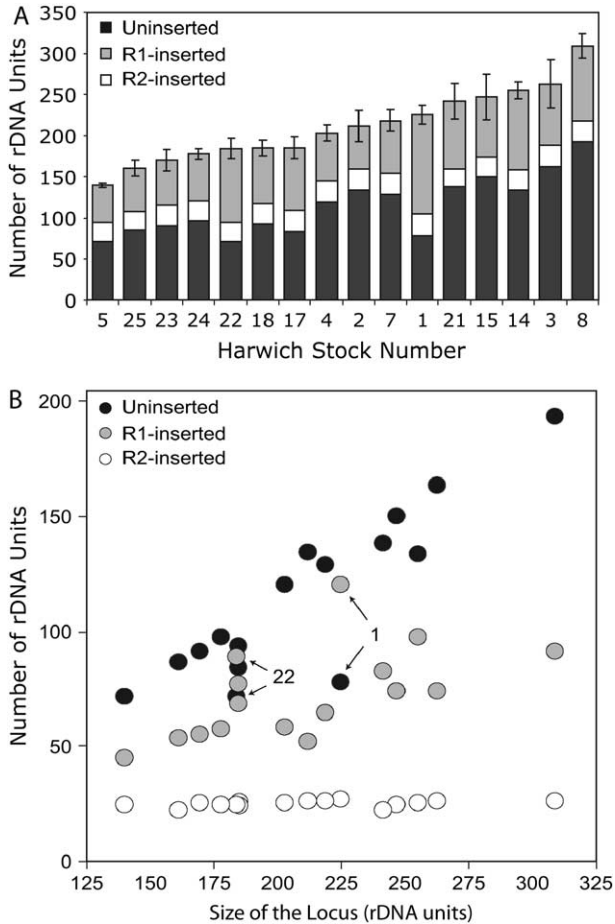 A
Uninserted
R1-inserted
R2-inserted
Number of rDNA Units
350
300
250
200
150
100
50
0
5 25 23 24 22 18 17 4 2 7 1 21 15 14 3 8
Harwich Stock Number
B
Uninserted
R1-inserted
R2-inserted
Number of rDNA Units
200
150
100
50
0
1
22
125 150 175 200 225 250 275 300 325
Size of the Locus (rDNA units)